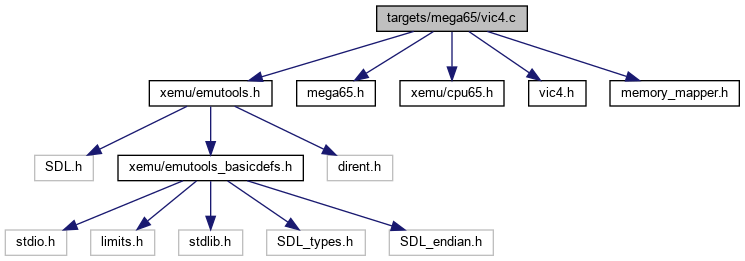 targets/mega65/vic4.c
xemu/emutools.h
mega65.h
xemu/cpu65.h
vic4.h
memory_mapper.h
SDL.h
xemu/emutools_basicdefs.h
dirent.h
stdio.h
limits.h
stdlib.h
SDL_types.h
SDL_endian.h